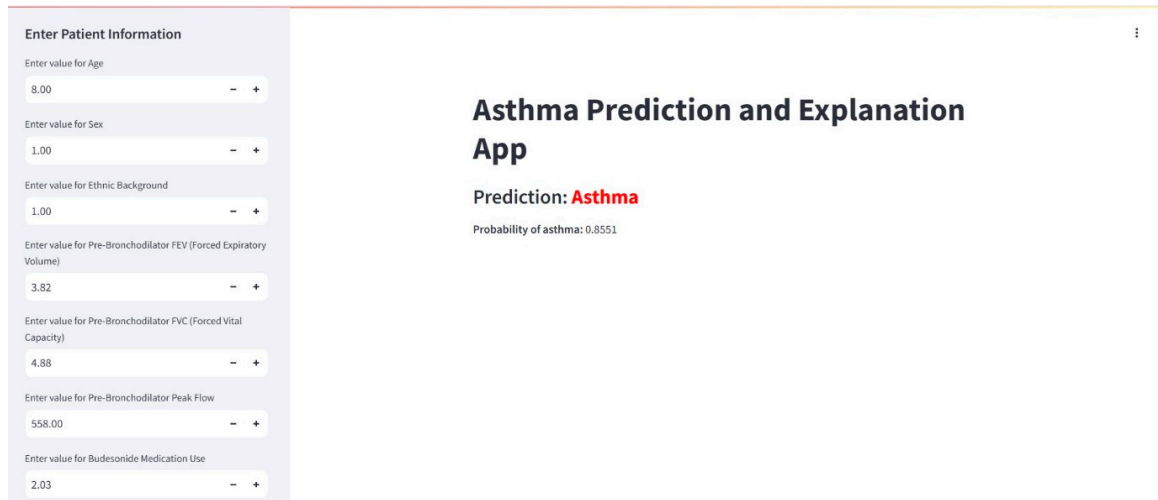 Enter Patient Information
Enter value for Age
8.00
Enter value for Sex
1.00
Enter value for Ethnic Background
1.00
Enter value for Pre-Bronchodilator FEV (Forced Expiratory
Volume)
3.82
Enter value for Pre-Bronchodilator FVC (Forced Vital
Capacity)
4.88
Enter value for Pre-Bronchodilator Peak Flow
558.00
Enter value for Budesonide Medication Use
2.03
Asthma Prediction and Explanation
App
Prediction: Asthma
Probability of asthma: 0.8551